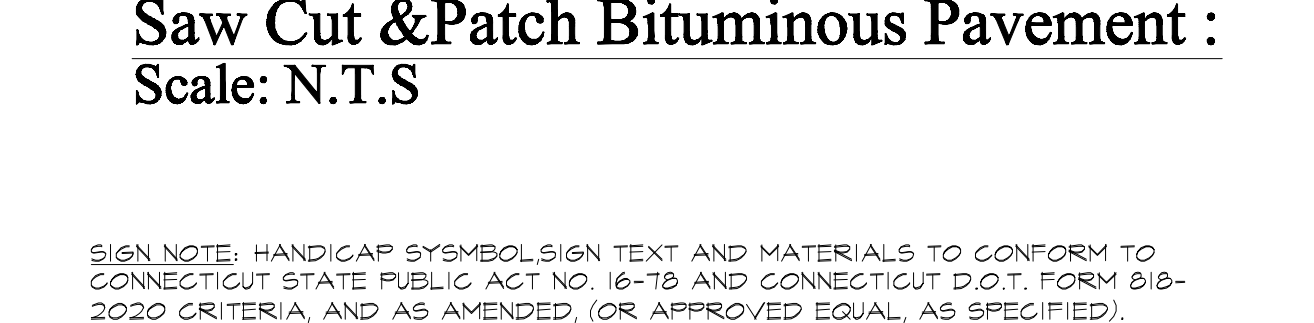 Saw Cut &Patch Bituminous Pavement :
Scale: N.T.S
SIGN NOTE: HANDICAP SYSMBOL,SIGN TEXT AND MATERIALS TO CONFORM TO
CONNECTICUT STATE PUBLIC ACT NO. 16-78 AND CONNECTICUT D.O.T. FORM 818-
2020 CRITERIA, AND AS AMENDED, (OR APPROVED EQUAL, AS SPECIFIED).